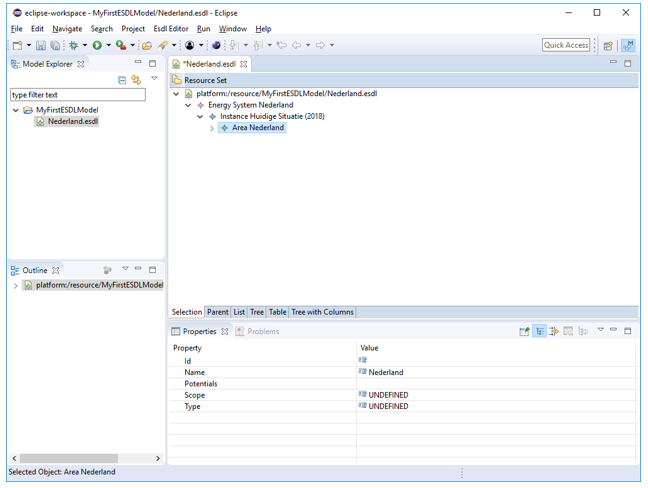 eclipse-workspace - MyFirstESDLModel/Nederland.esdl - Eclipse
File Edit Navigate Search Project Esdl Editor Run Window Help
Quick Access
Model Explorer
type filter text
MyFirstESDLModel
Nederland.esdl
*Nederland.esdl
Resource Set
platform:/resource/MyFirstESDLModel/Nederland.esdl
Energy System Nederland
Instance Huidige Situatie (2018)
Area Nederland
Selection Parent List Tree Table Tree with Columns
Outline
platform:/resource/MyFirstESDLModel
Properties Problems
Property Value
Id
Name Nederland
Potentials
Scope UNDEFINED
Type UNDEFINED
Selected Object: Area Nederland